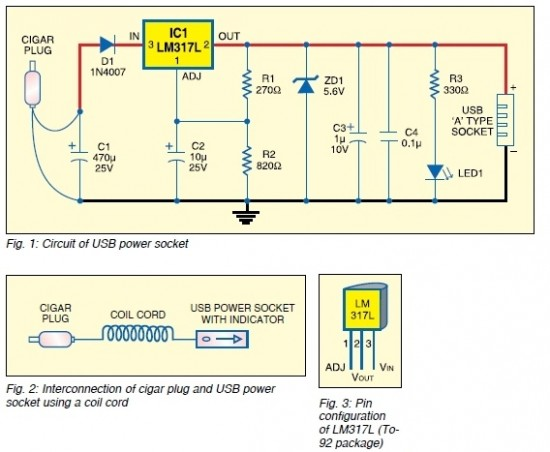 CIGAR
PLUG
D1
1N4007
IN
IC1
3 LM317L 2
1
OUT
ADJ
R1
270Ω
ZD1
5.6V
R3
330Ω
USB
'A' TYPE
SOCKET
+
–
+
C1
470µ
25V
+
C2
10µ
25V
R2
820Ω
C3+
1µ
10V
C4
0.1µ
LED1
Fig. 1: Circuit of USB power socket
CIGAR
PLUG
COIL CORD
USB POWER SOCKET
WITH INDICATOR
Fig. 2: Interconnection of cigar plug and USB power
socket using a coil cord
LM
317L
1 2 3
ADJ
VOUT
VIN
Fig. 3: Pin
configuration
of LM317L (To-
92 package)